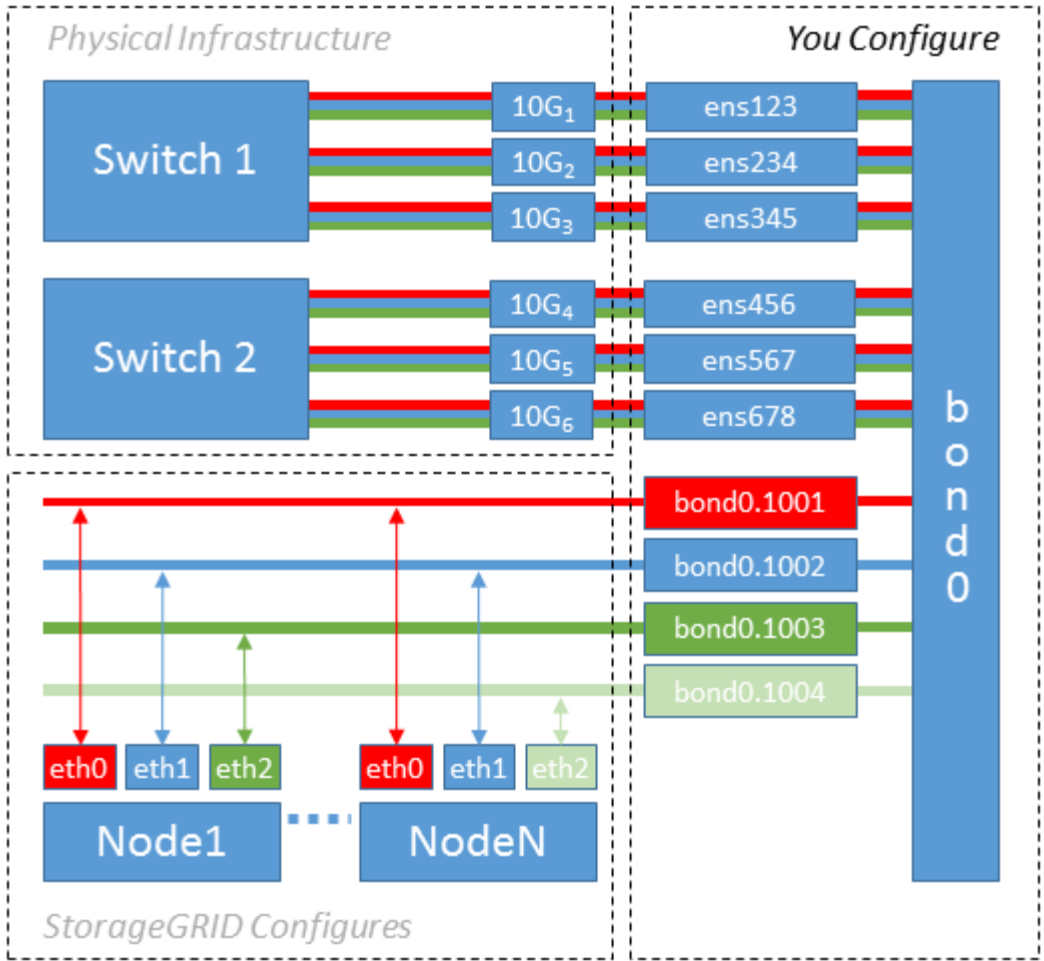 Physical Infrastructure
You Configure
Switch 1
10G₁
ens123
10G₂
ens234
10G₃
ens345
Switch 2
10G₄
ens456
10G₅
ens567
10G₆
ens678
bond0
bond0.1001
bond0.1002
bond0.1003
bond0.1004
eth0
eth1
eth2
eth0
eth1
eth2
Node1
NodeN
StorageGRID Configures